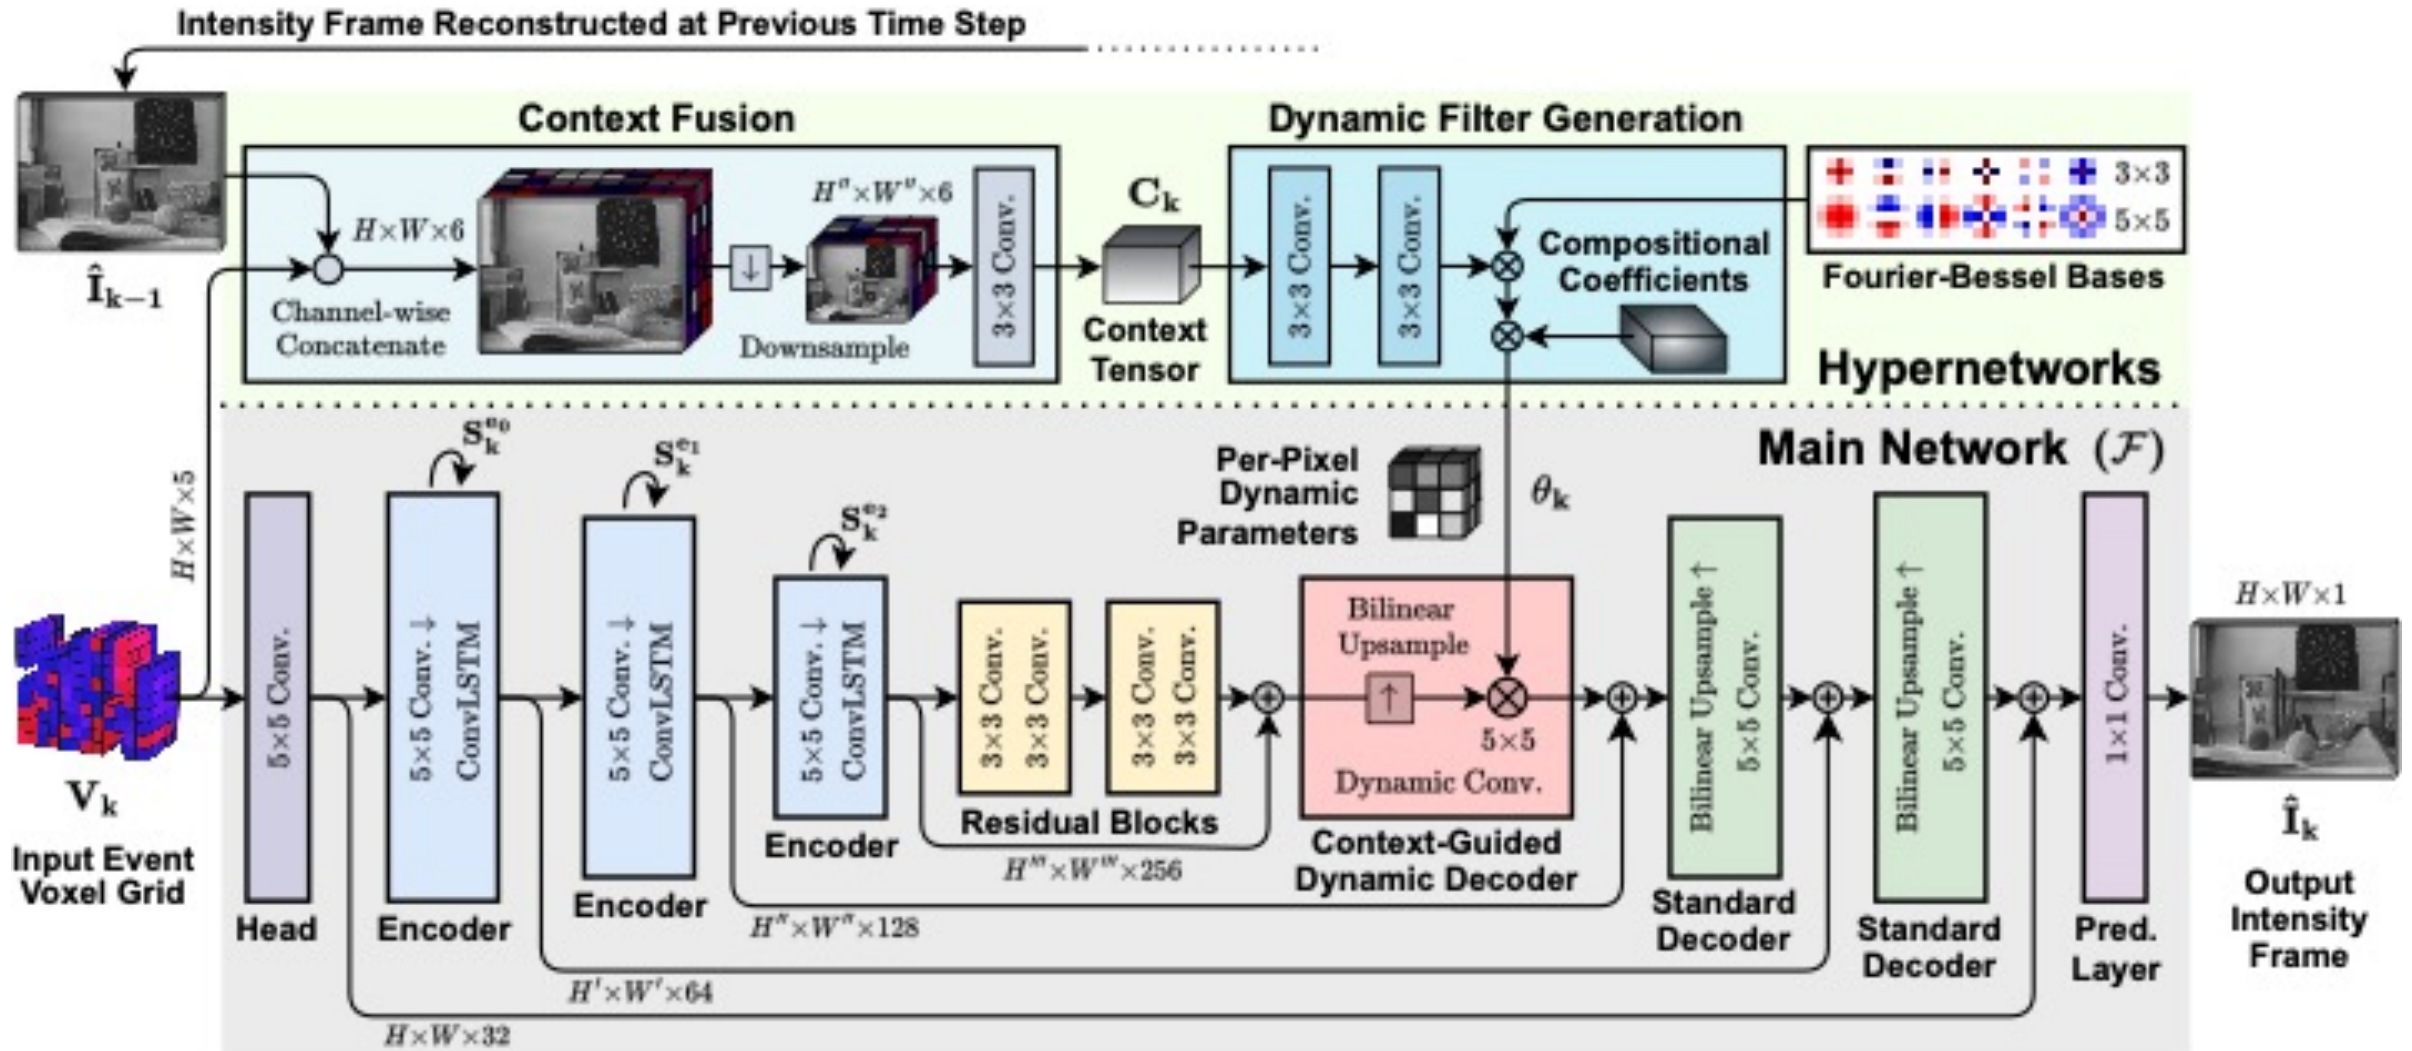 Intensity Frame Reconstructed at Previous Time Step
Context Fusion
Dynamic Filter Generation
Î_{k−1}
H×W×6
Channel-wise
Concatenate
Downsample
H''×W''×6
3×3 Conv.
C_k
Context
Tensor
3×3 Conv.
3×3 Conv.
Compositional
Coefficients
3×3
5×5
Fourier-Bessel Bases
Hypernetworks
Main Network (ℱ)
H×W×5
V_k
Input Event
Voxel Grid
5×5 Conv.
Head
S_k^{e_0}
5×5 Conv. ↓
ConvLSTM
Encoder
S_k^{e_1}
5×5 Conv. ↓
ConvLSTM
Encoder
S_k^{e_2}
5×5 Conv. ↓
ConvLSTM
Encoder
3×3 Conv.
3×3 Conv.
3×3 Conv.
3×3 Conv.
Residual Blocks
Per-Pixel
Dynamic
Parameters
θ_k
Bilinear
Upsample
↑
5×5
Dynamic Conv.
Context-Guided
Dynamic Decoder
Bilinear Upsample ↑
5×5 Conv.
Standard
Decoder
Bilinear Upsample ↑
5×5 Conv.
Standard
Decoder
1×1 Conv.
Pred.
Layer
H×W×1
Î_k
Output
Intensity
Frame
H'''×W'''×256
H''×W''×128
H'×W'×64
H×W×32